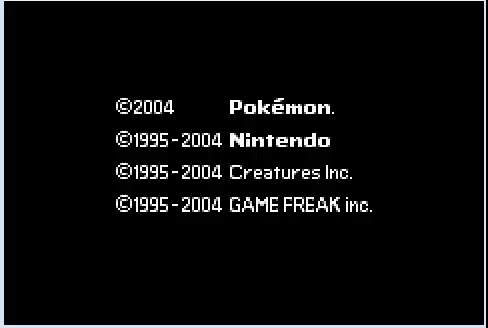 ©2004 Pokémon.
©1995-2004 Nintendo
©1995-2004 Creatures Inc.
©1995-2004 GAME FREAK inc.